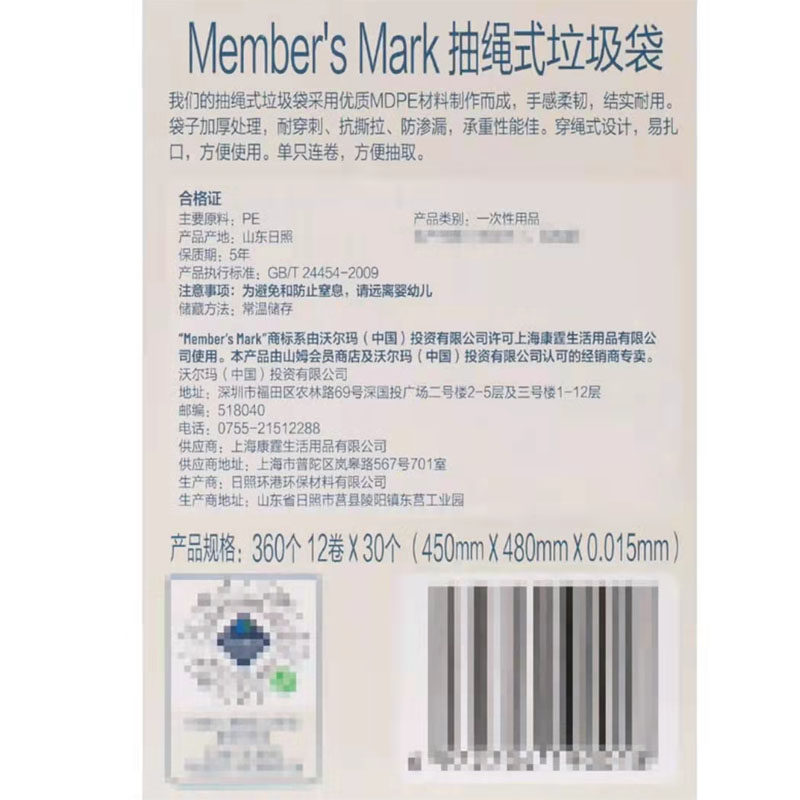 Member's Mark 抽绳式垃圾袋
我们的抽绳式垃圾袋采用优质MDPE材料制作而成，手感柔韧，结实耐用。
袋子加厚处理，耐穿刺、抗撕拉、防渗漏，承重性能佳。穿绳式设计，易扎
口，方便使用。单只连卷，方便抽取。
合格证
主要原料：PE 产品类别：一次性用品
产品产地：山东日照
保质期：5年
产品执行标准：GB/T 24454-2009
注意事项：为避免和防止窒息，请远离婴幼儿
储藏方法：常温储存
"Member's Mark"商标系由沃尔玛（中国）投资有限公司许可上海康霆生活用品有限公
司使用。本产品由山姆会员商店及沃尔玛（中国）投资有限公司认可的经销商专卖。
沃尔玛（中国）投资有限公司
地址：深圳市福田区农林路69号深国投广场二号楼2-5层及三号楼1-12层
邮编：518040
电话：0755-21512288
供应商：上海康霆生活用品有限公司
供应商地址：上海市普陀区岚皋路567号701室
生产商：日照环港环保材料有限公司
生产商地址：山东省日照市莒县陵阳镇东莒工业园
产品规格：360个 12卷 X 30个（450mm X 480mm X 0.015mm）